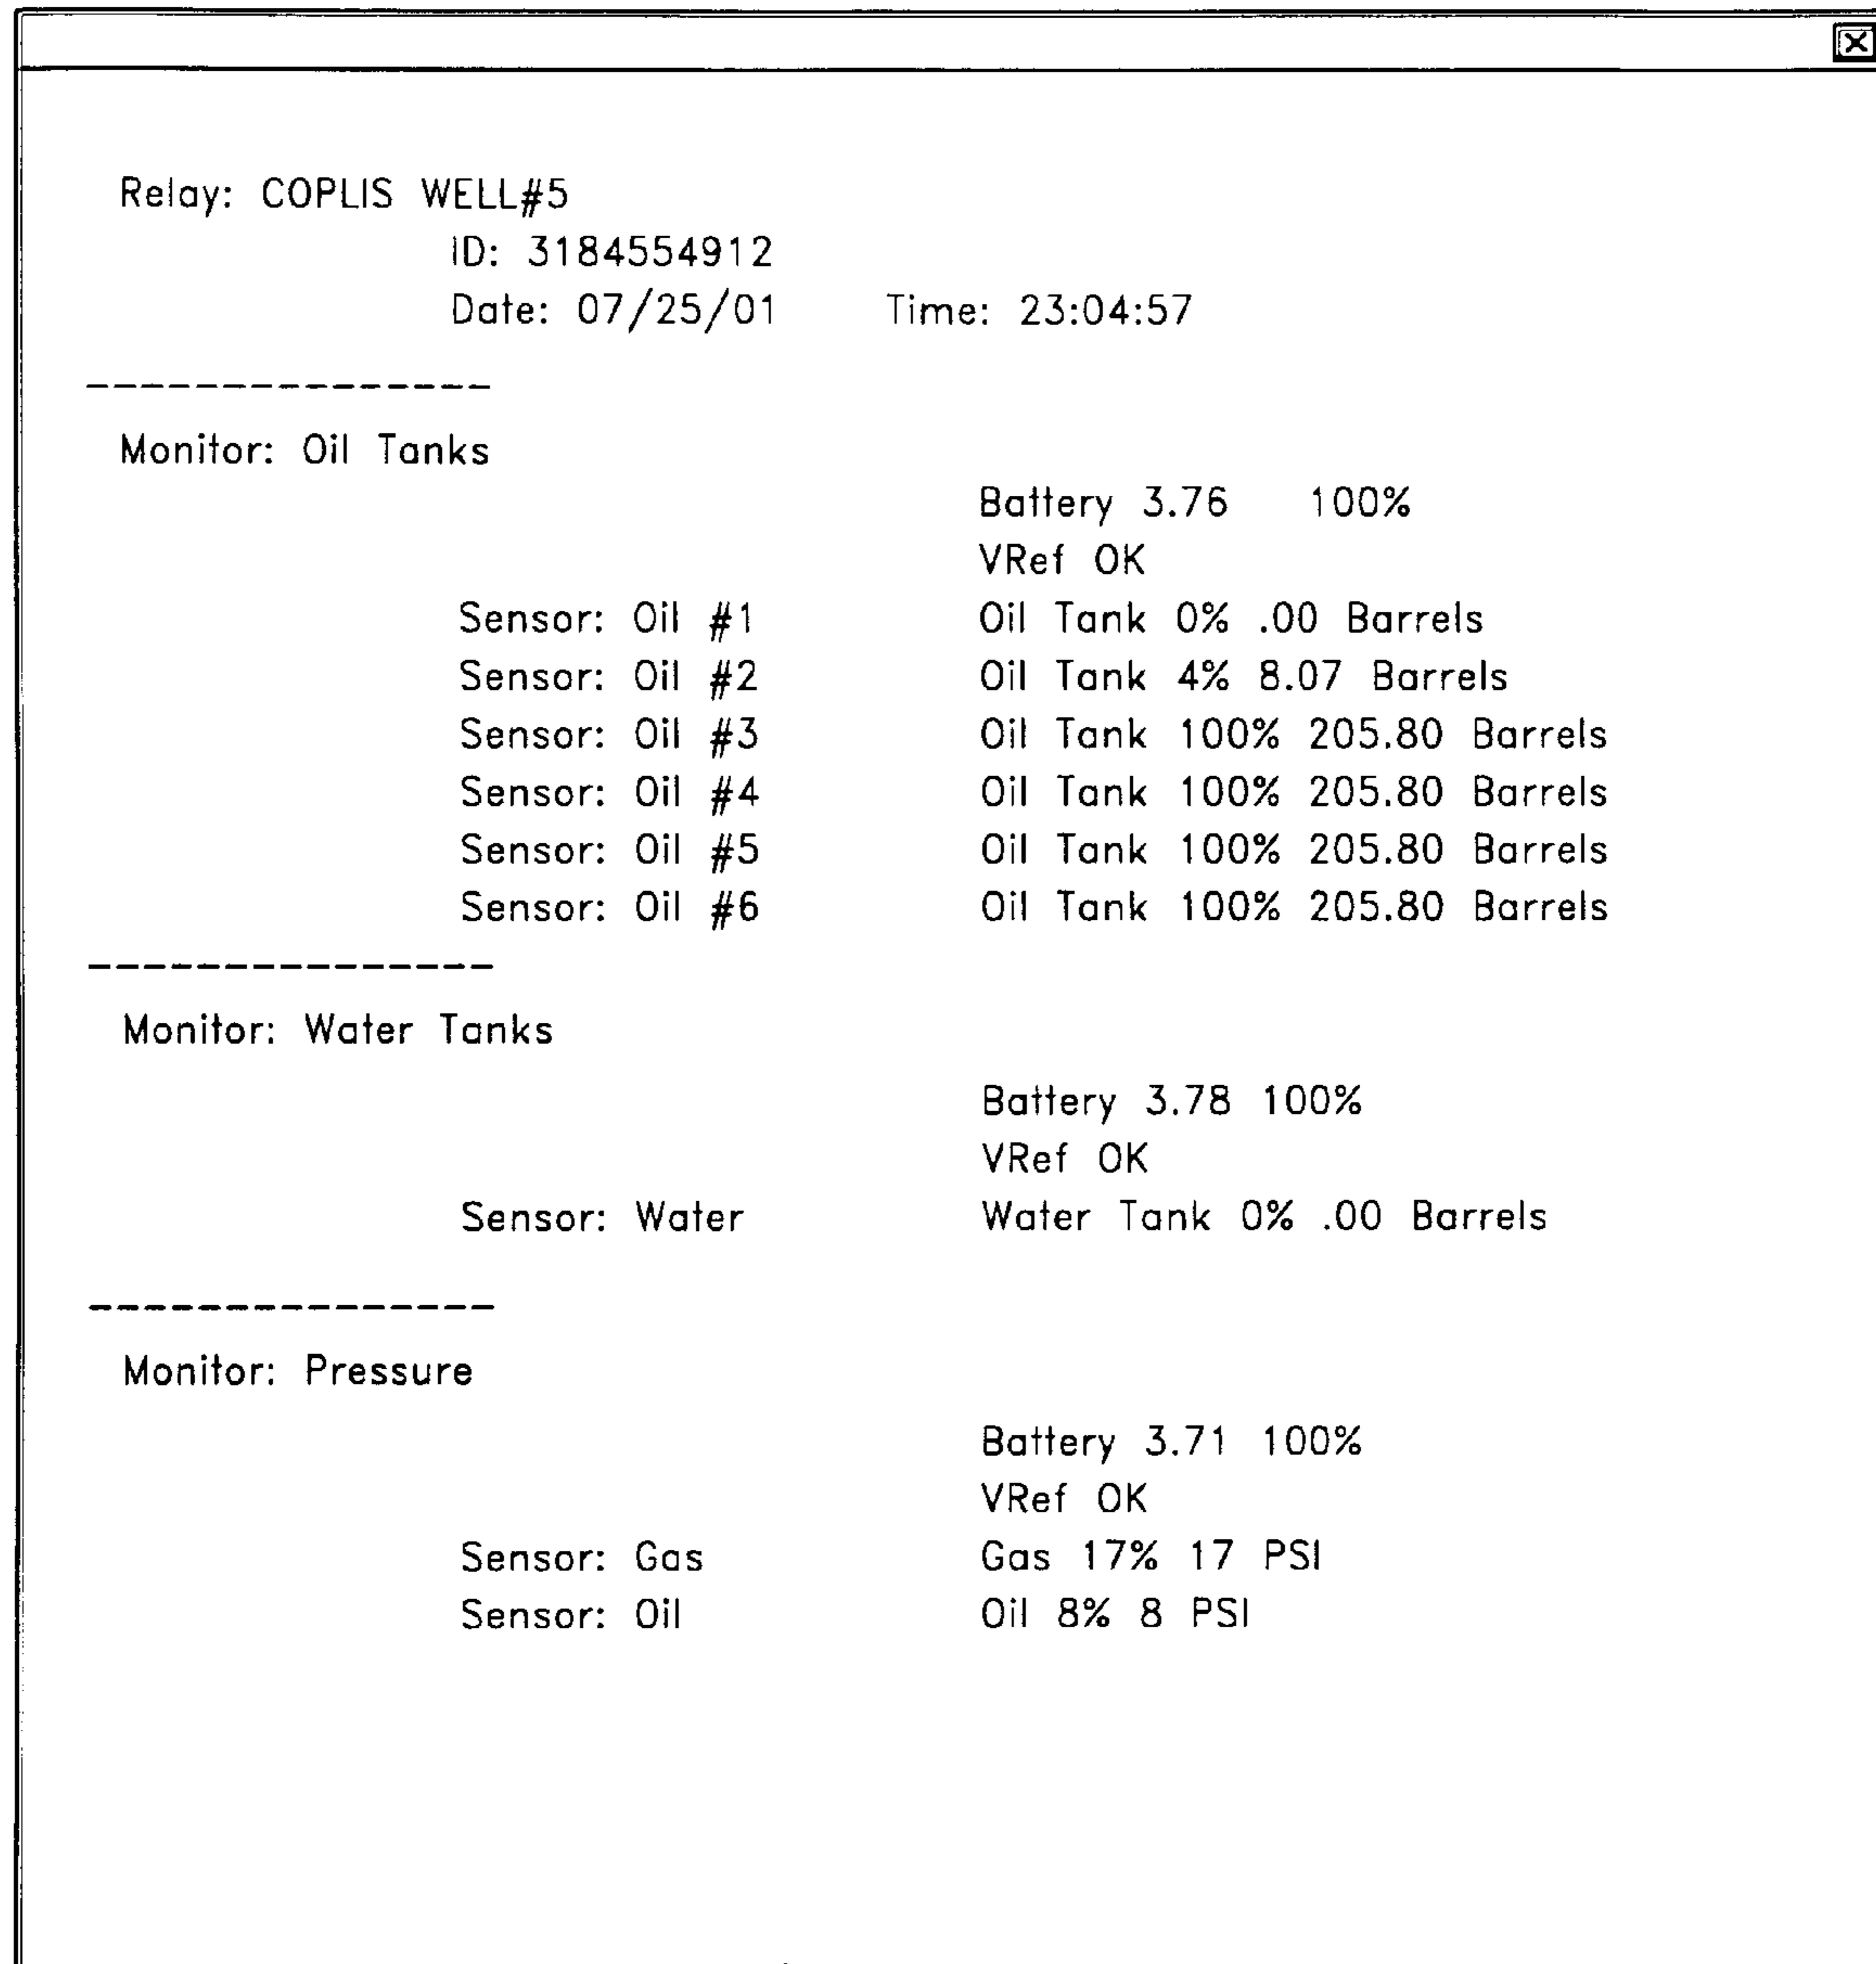 Relay: COPLIS WELL#5
ID: 3184554912
Date: 07/25/01 Time: 23:04:57
----------------
Monitor: Oil Tanks
Battery 3.76 100%
VRef OK
Sensor: Oil #1 Oil Tank 0% .00 Barrels
Sensor: Oil #2 Oil Tank 4% 8.07 Barrels
Sensor: Oil #3 Oil Tank 100% 205.80 Barrels
Sensor: Oil #4 Oil Tank 100% 205.80 Barrels
Sensor: Oil #5 Oil Tank 100% 205.80 Barrels
Sensor: Oil #6 Oil Tank 100% 205.80 Barrels
----------------
Monitor: Water Tanks
Battery 3.78 100%
VRef OK
Sensor: Water Water Tank 0% .00 Barrels
----------------
Monitor: Pressure
Battery 3.71 100%
VRef OK
Sensor: Gas Gas 17% 17 PSI
Sensor: Oil Oil 8% 8 PSI